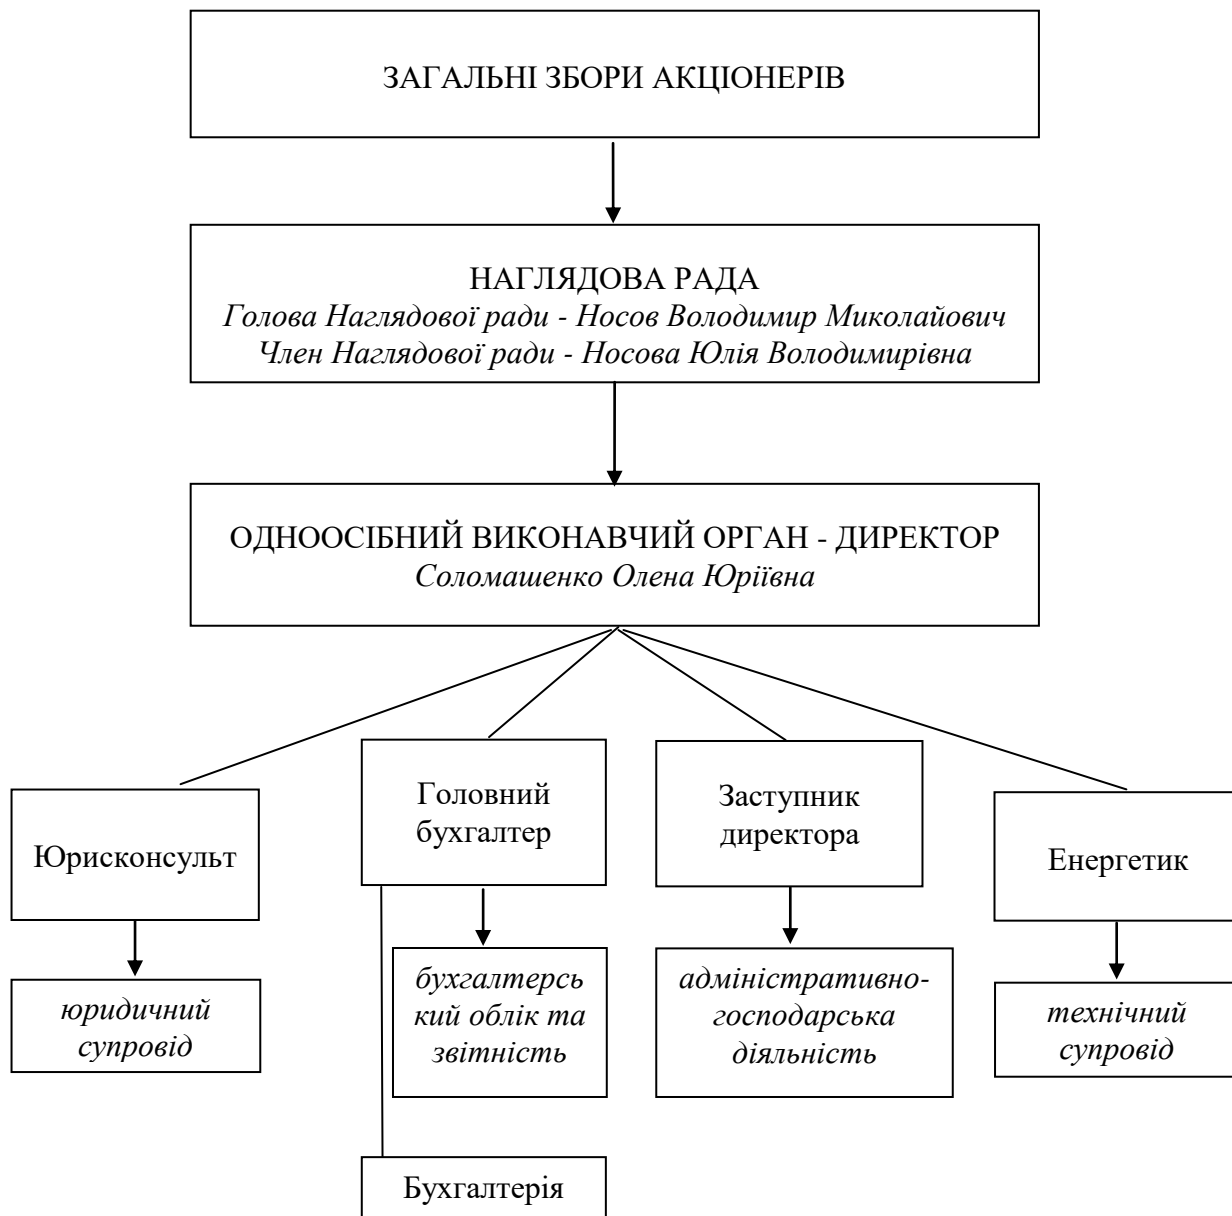 ЗАГАЛЬНІ ЗБОРИ АКЦІОНЕРІВ
НАГЛЯДОВА РАДА
Голова Наглядової ради - Носов Володимир Миколайович
Член Наглядової ради - Носова Юлія Володимирівна
ОДНООСІБНИЙ ВИКОНАВЧИЙ ОРГАН - ДИРЕКТОР
Соломашенко Олена Юріївна
Юрисконсульт
Головний
бухгалтер
Заступник
директора
Енергетик
юридичний
супровід
бухгалтерсь
кий облік та
звітність
адміністративно-
господарська
діяльність
технічний
супровід
Бухгалтерія